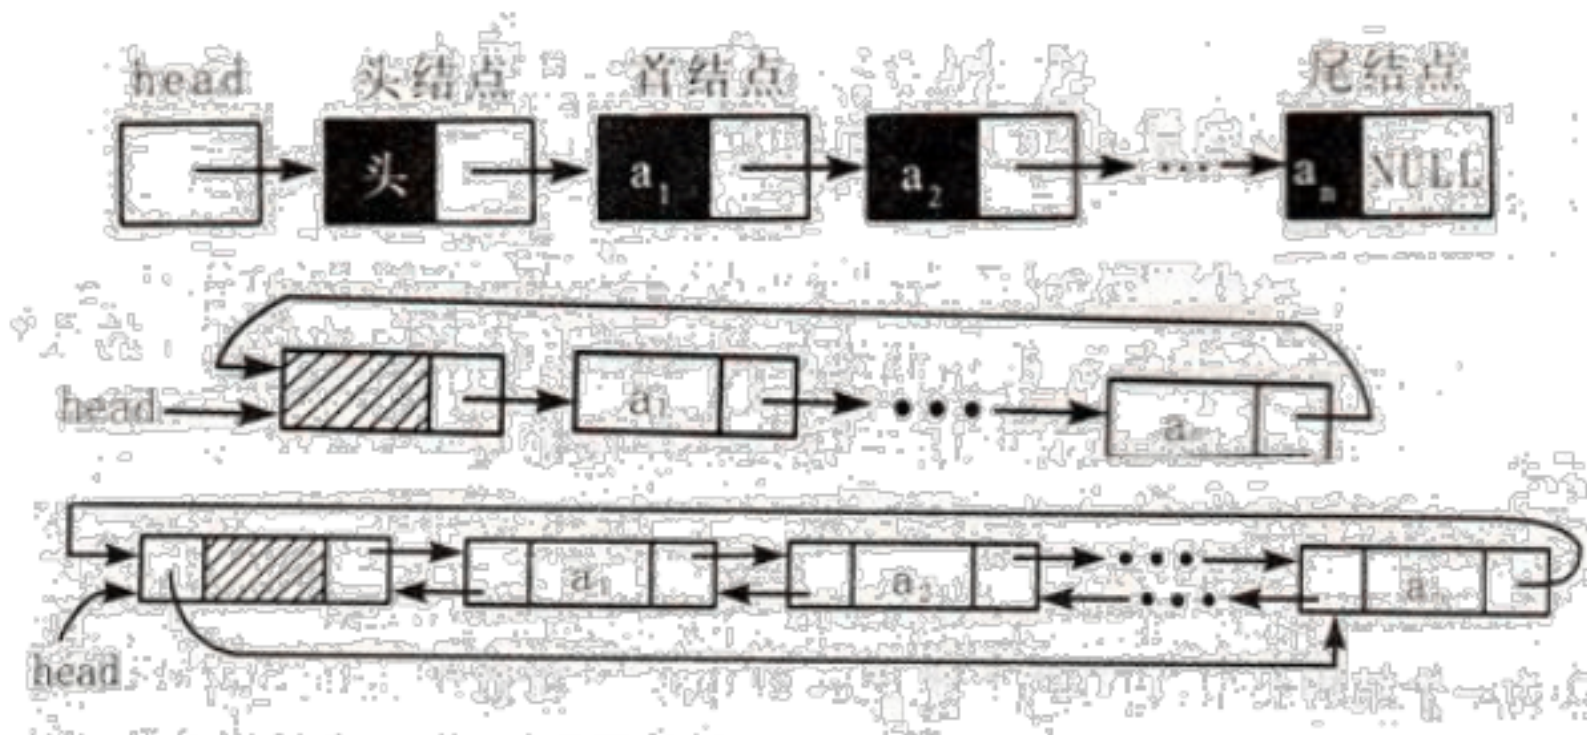 head 头结点 首结点 尾结点
头 a₁ a₂ ... aₙ NULL
head a₁ ...
a₁ a₂ ...
head